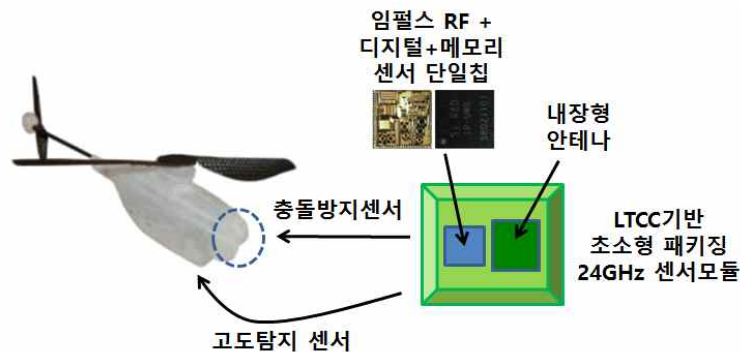 임펄스 RF +
디지털+메모리
센서 단일칩
내장형
안테나
충돌방지센서
LTCC기반
초소형 패키징
24GHz 센서모듈
고도탐지 센서